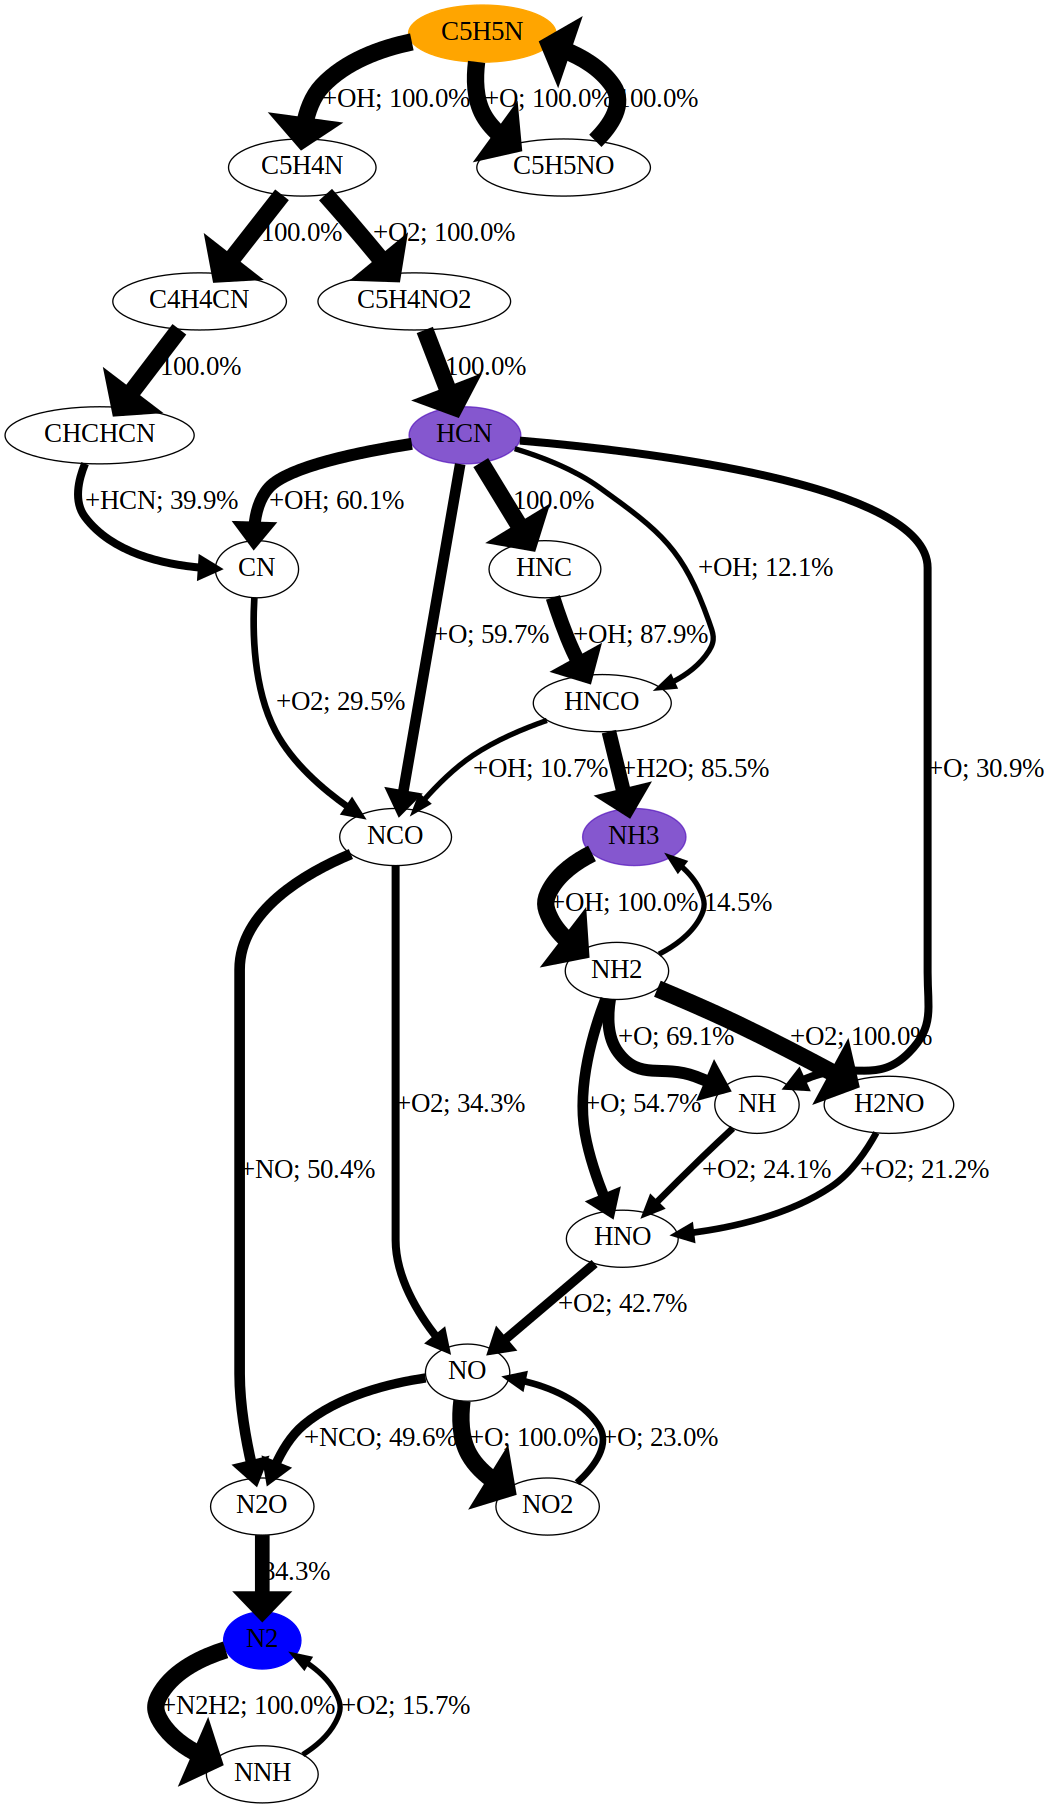 C5H5N
+OH; 100.0%
+O; 100.0%
100.0%
C5H4N
C5H5NO
100.0%
+O2; 100.0%
C4H4CN
C5H4NO2
100.0%
100.0%
CHCHCN
HCN
+HCN; 39.9%
+OH; 60.1%
100.0%
CN
HNC
+OH; 12.1%
+O2; 29.5%
+O; 59.7%
+OH; 87.9%
HNCO
+OH; 10.7%
+H2O; 85.5%
+O; 30.9%
NCO
NH3
+OH; 100.0%
14.5%
NH2
+O; 69.1%
+O2; 100.0%
+O2; 34.3%
+O; 54.7%
NH
H2NO
+NO; 50.4%
+O2; 24.1%
+O2; 21.2%
HNO
+O2; 42.7%
NO
+NCO; 49.6%
+O; 100.0%
+O; 23.0%
N2O
NO2
84.3%
N2
+N2H2; 100.0%
+O2; 15.7%
NNH